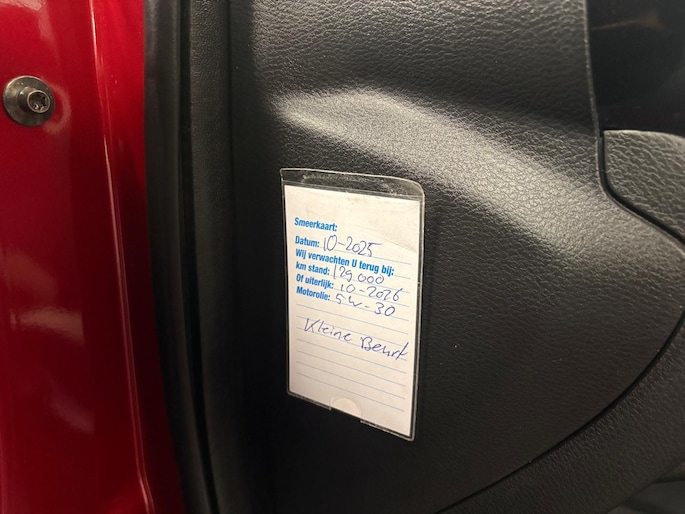 Smeerkaart:
Datum: 10-2025
Wij verwachten U terug bij:
km stand: 129 000
Of uiterlijk: 10-2026
Motorolie: 5W-30
Kleine Beurt